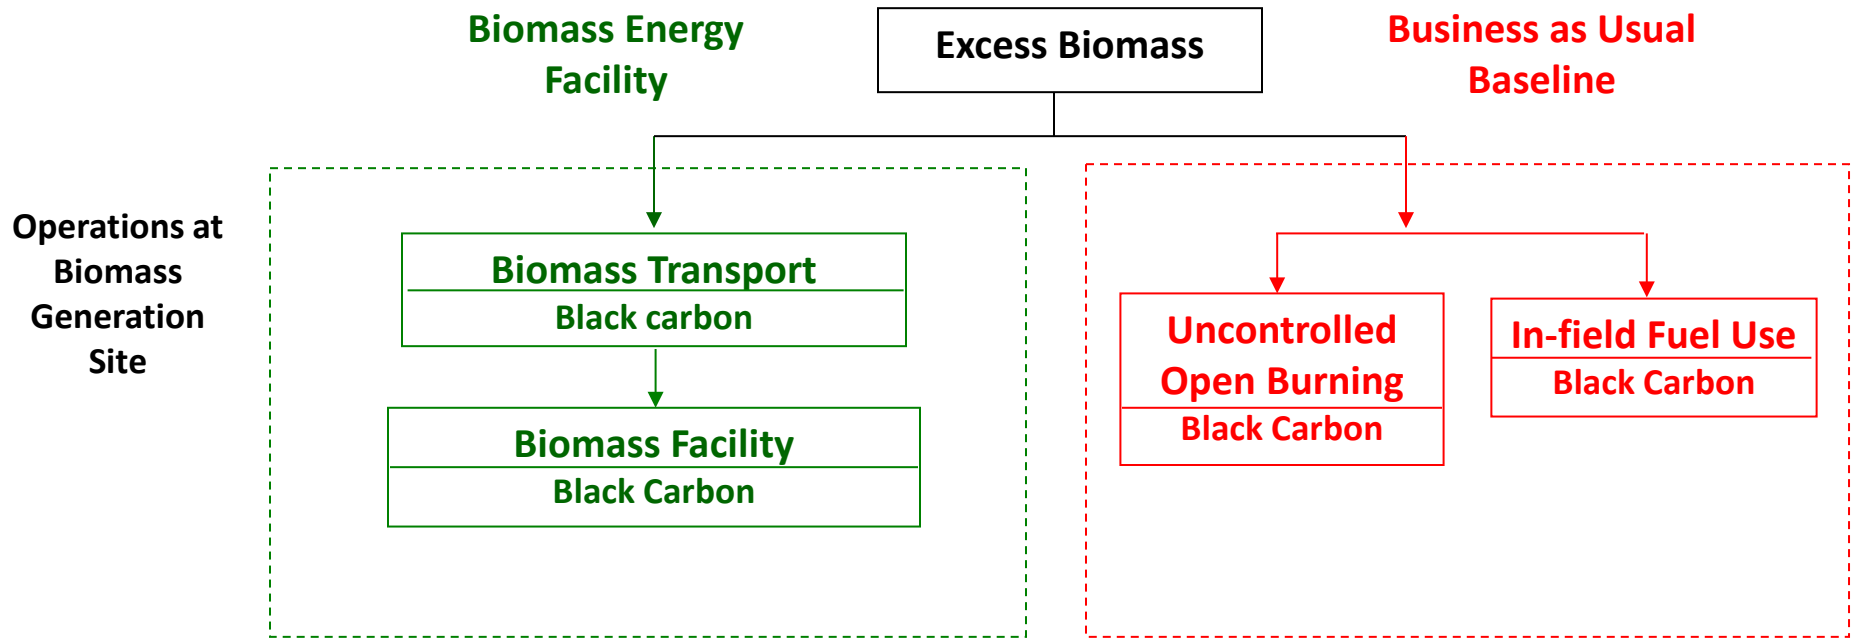 Biomass Energy
Facility
Excess Biomass
Business as Usual
Baseline
Operations at
Biomass
Generation
Site
Biomass Transport
Black carbon
Biomass Facility
Black Carbon
Uncontrolled
Open Burning
Black Carbon
In-field Fuel Use
Black Carbon